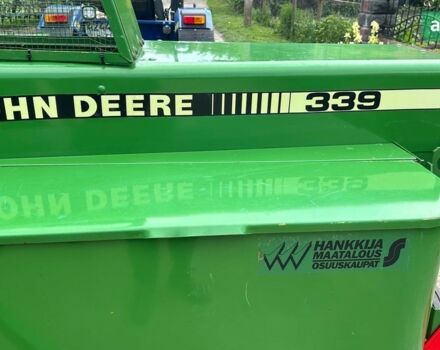 HN DEERE 339
HANKKIJA
MAATALOUS
OSUUSKAUPAT